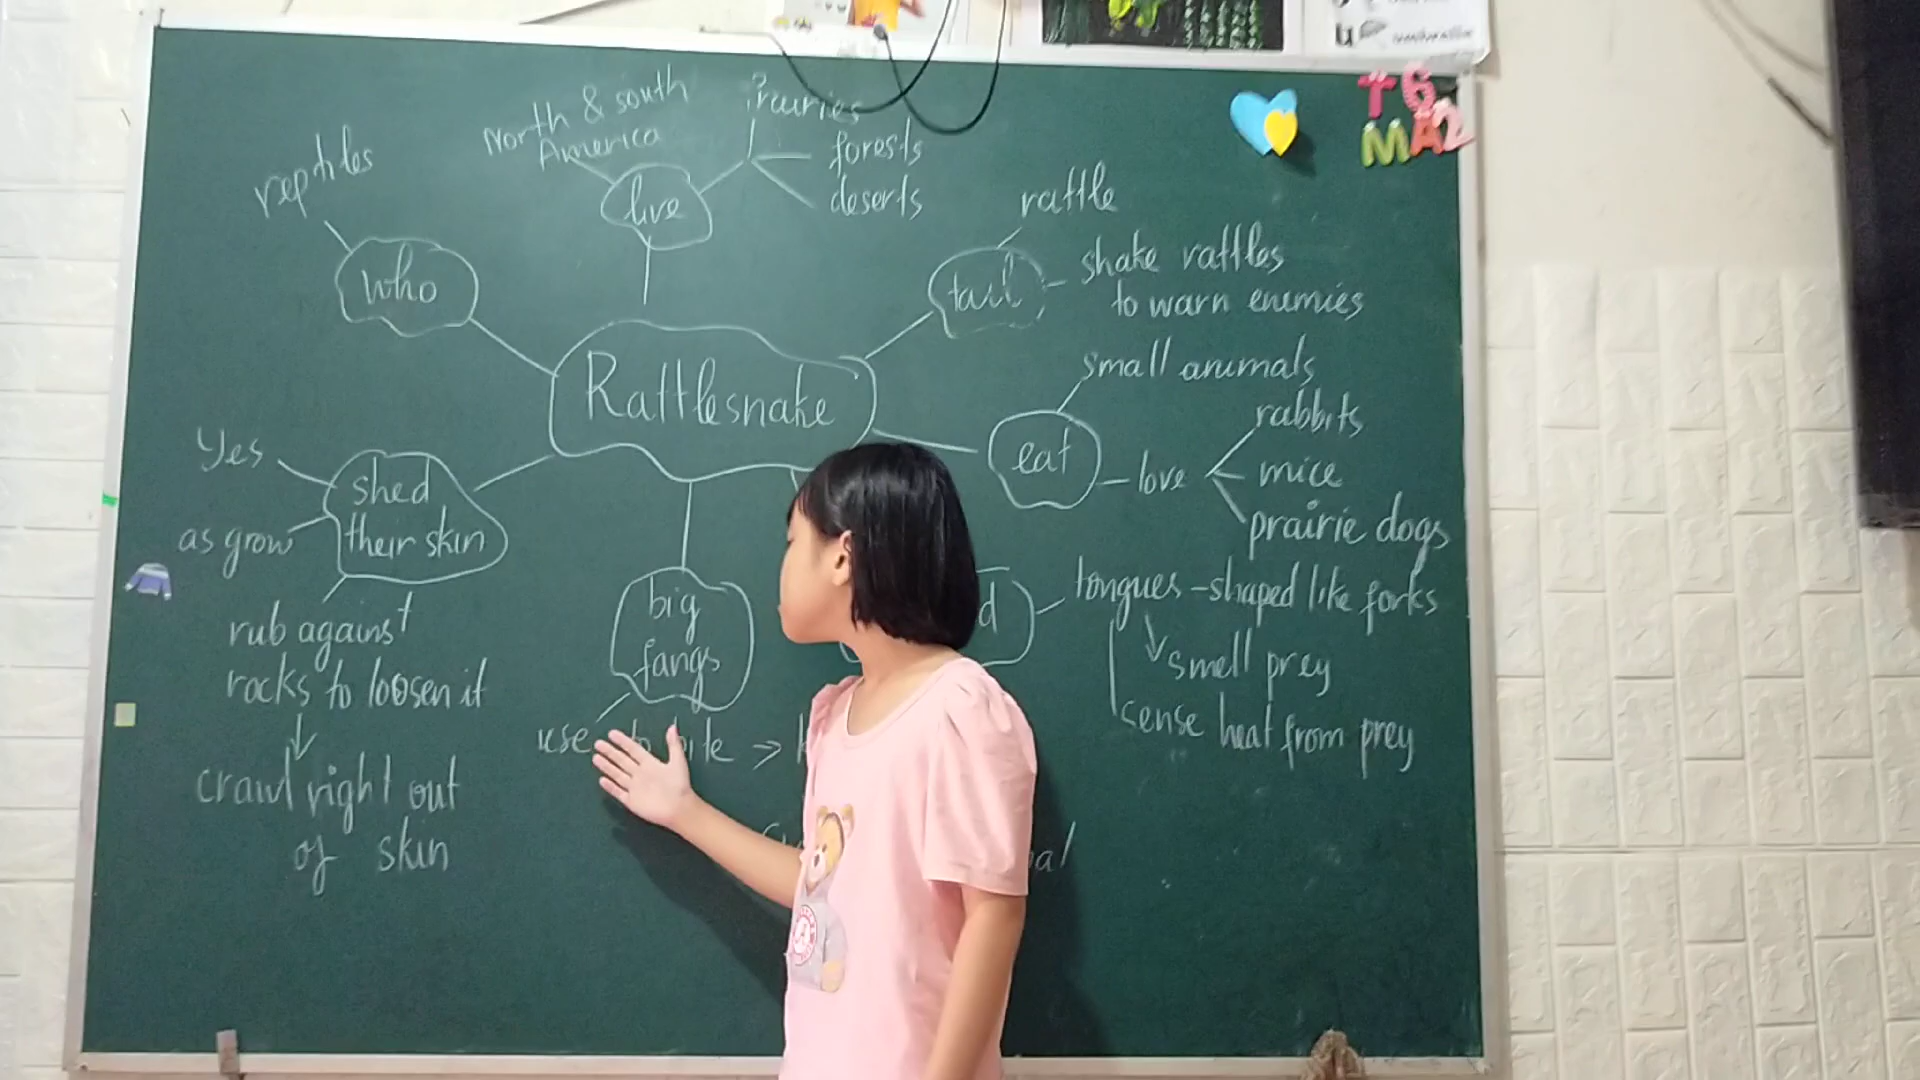 North & south
America
Prairies
forests
deserts
reptiles
live
who
rattle
tail
shake rattles
to warn enemies
Rattlesnake
small animals
eat
love
rabbits
mice
prairie dogs
Yes
shed
their skin
as grow
rub against
rocks to loosen it
crawl right out
of skin
big
fangs
use
tongues - shaped like forks
smell prey
sense heat from prey
T G
MA2